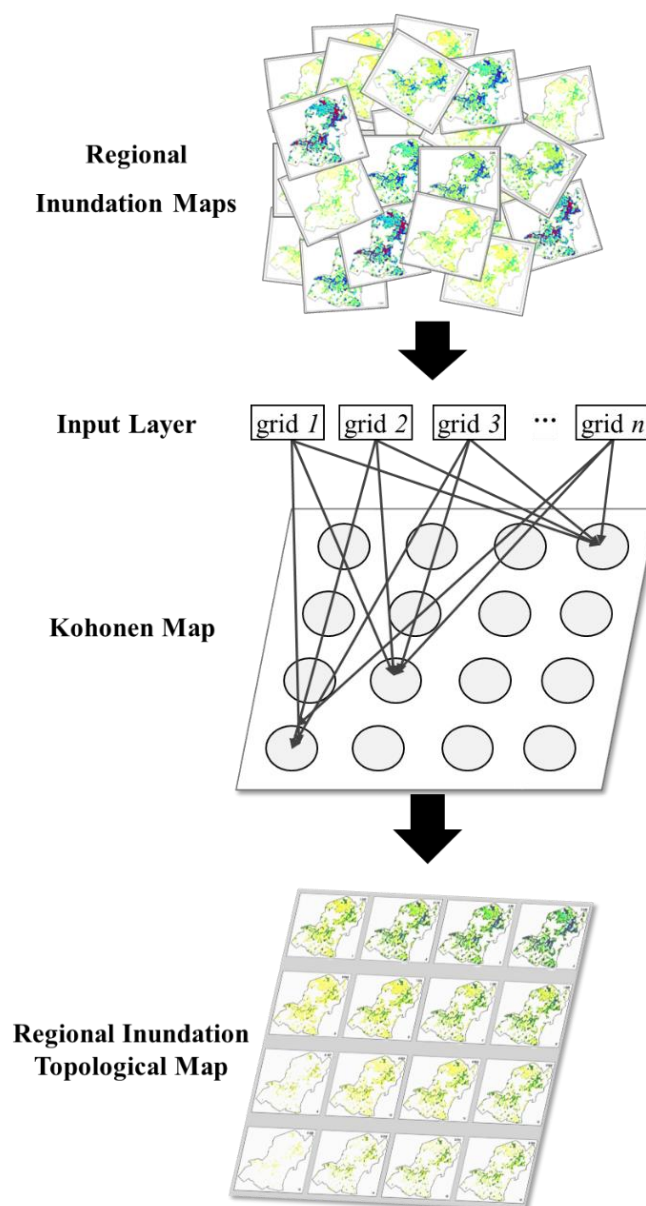 Regional
Inundation Maps
Input Layer
grid 1 grid 2 grid 3 ... grid n
Kohonen Map
Regional Inundation
Topological Map